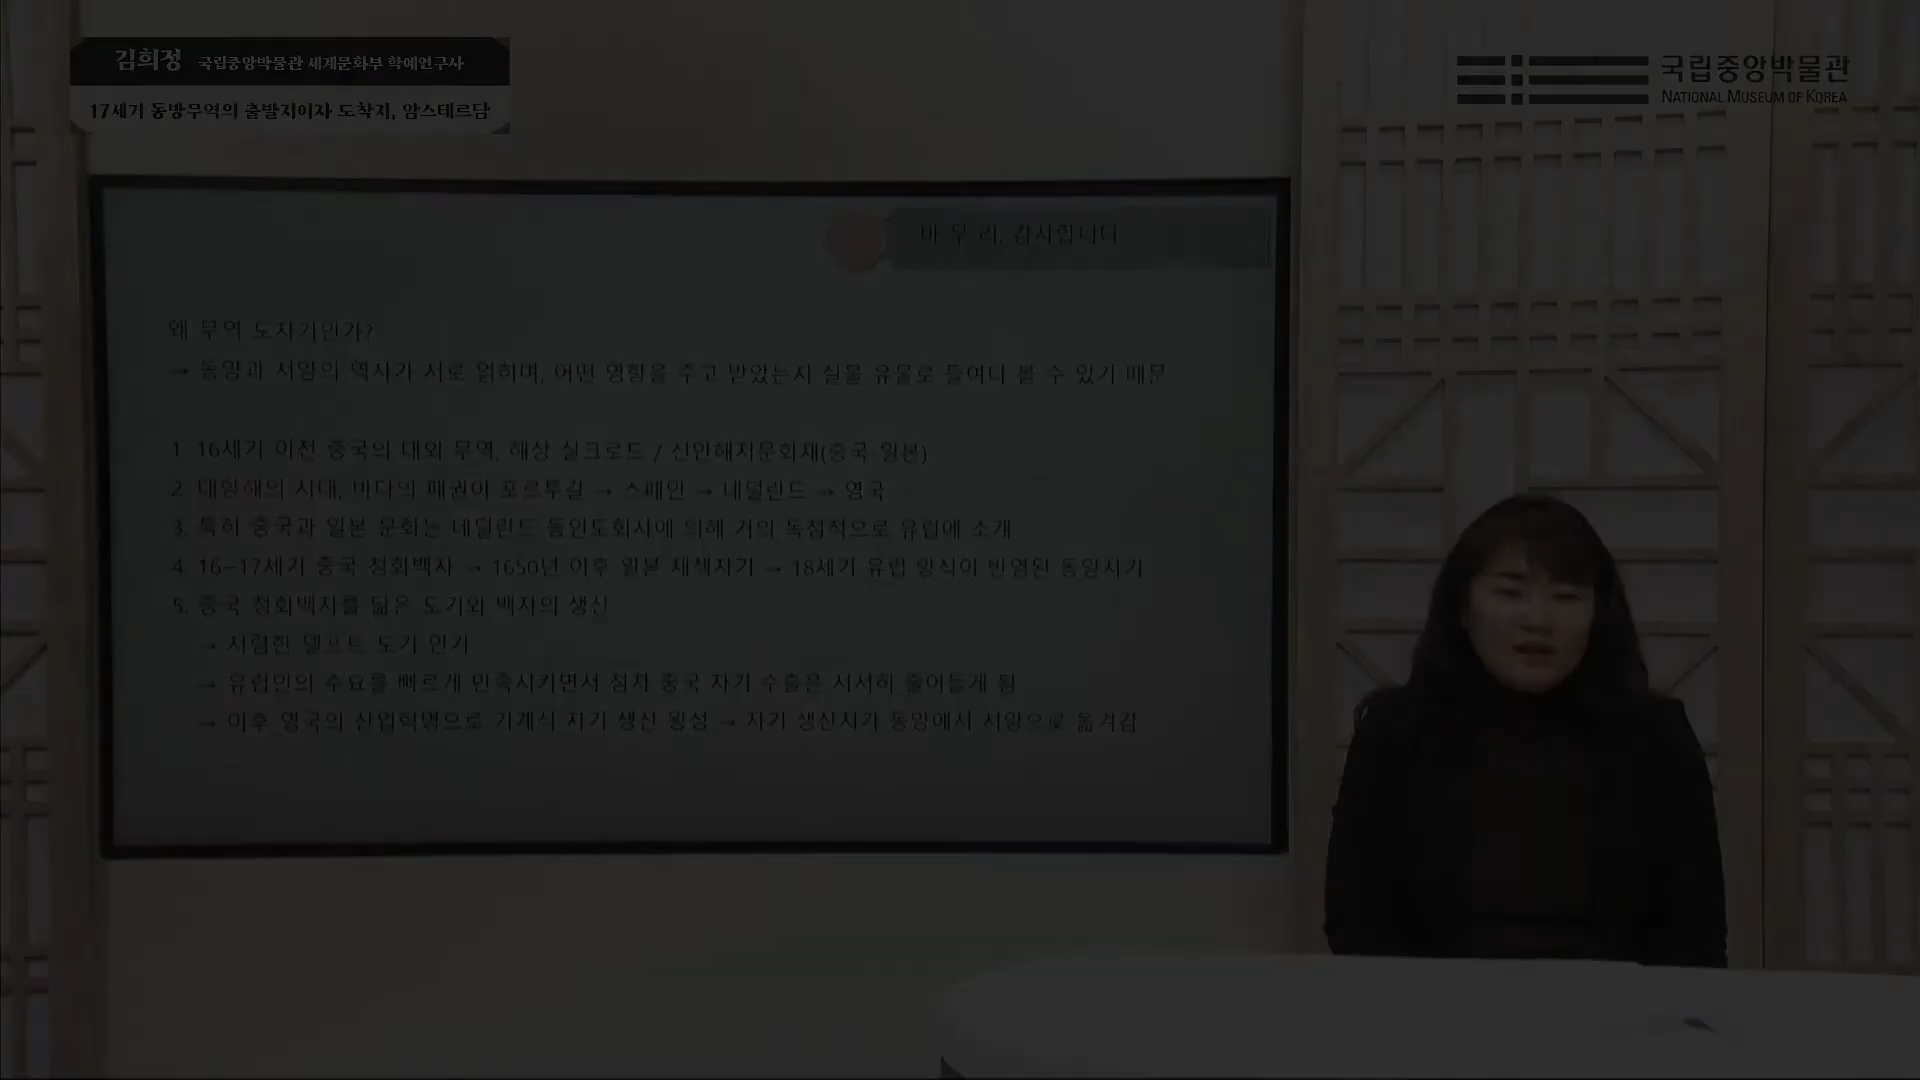 김희정 국립중앙박물관 세계문화부 학예연구사
17세기 동방무역의 출발지이자 도착지, 암스테르담
국립중앙박물관
NATIONAL MUSEUM OF KOREA
마 무 리, 감사합니다
왜 무역 도자기인가?
→ 동양과 서양의 역사가 서로 얽히며, 어떤 영향을 주고 받았는지 실물 유물로 들여다 볼 수 있기 때문
1 16세기 이전 중국의 대외 무역, 해상 실크로드 / 신안해저문화재(중국-일본)
2 대항해의 시대, 바다의 패권이 포르투갈 → 스페인 → 네덜란드 → 영국
3. 특히 중국과 일본 문화는 네덜란드 동인도회사에 의해 거의 독점적으로 유럽에 소개
4. 16-17세기 중국 청화백자 → 1650년 이후 일본 채색자기 → 18세기 유럽 양식이 반영된 동양자기
5. 중국 청화백자를 닮은 도기와 백자의 생산
→ 저렴한 델프트 도기 인기
→ 유럽인의 수요를 빠르게 만족시키면서 점차 중국 자기 수출은 서서히 줄어들게 됨
→ 이후 영국의 산업혁명으로 기계식 자기 생산 왕성 → 자기 생산지가 동양에서 서양으로 옮겨감